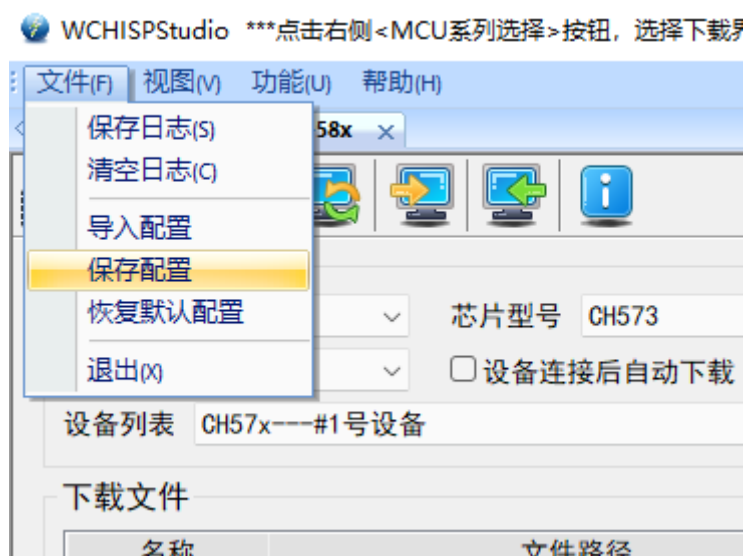 WCHISPStudio ***点击右侧<MCU系列选择>按钮，选择下载
文件(F) 视图(V) 功能(U) 帮助(H)
保存日志(S)
58x
清空日志(C)
导入配置
保存配置
恢复默认配置
芯片型号 CH573
退出(X)
设备连接后自动下载
设备列表 CH57x---#1号设备
下载文件
名称 文件路径